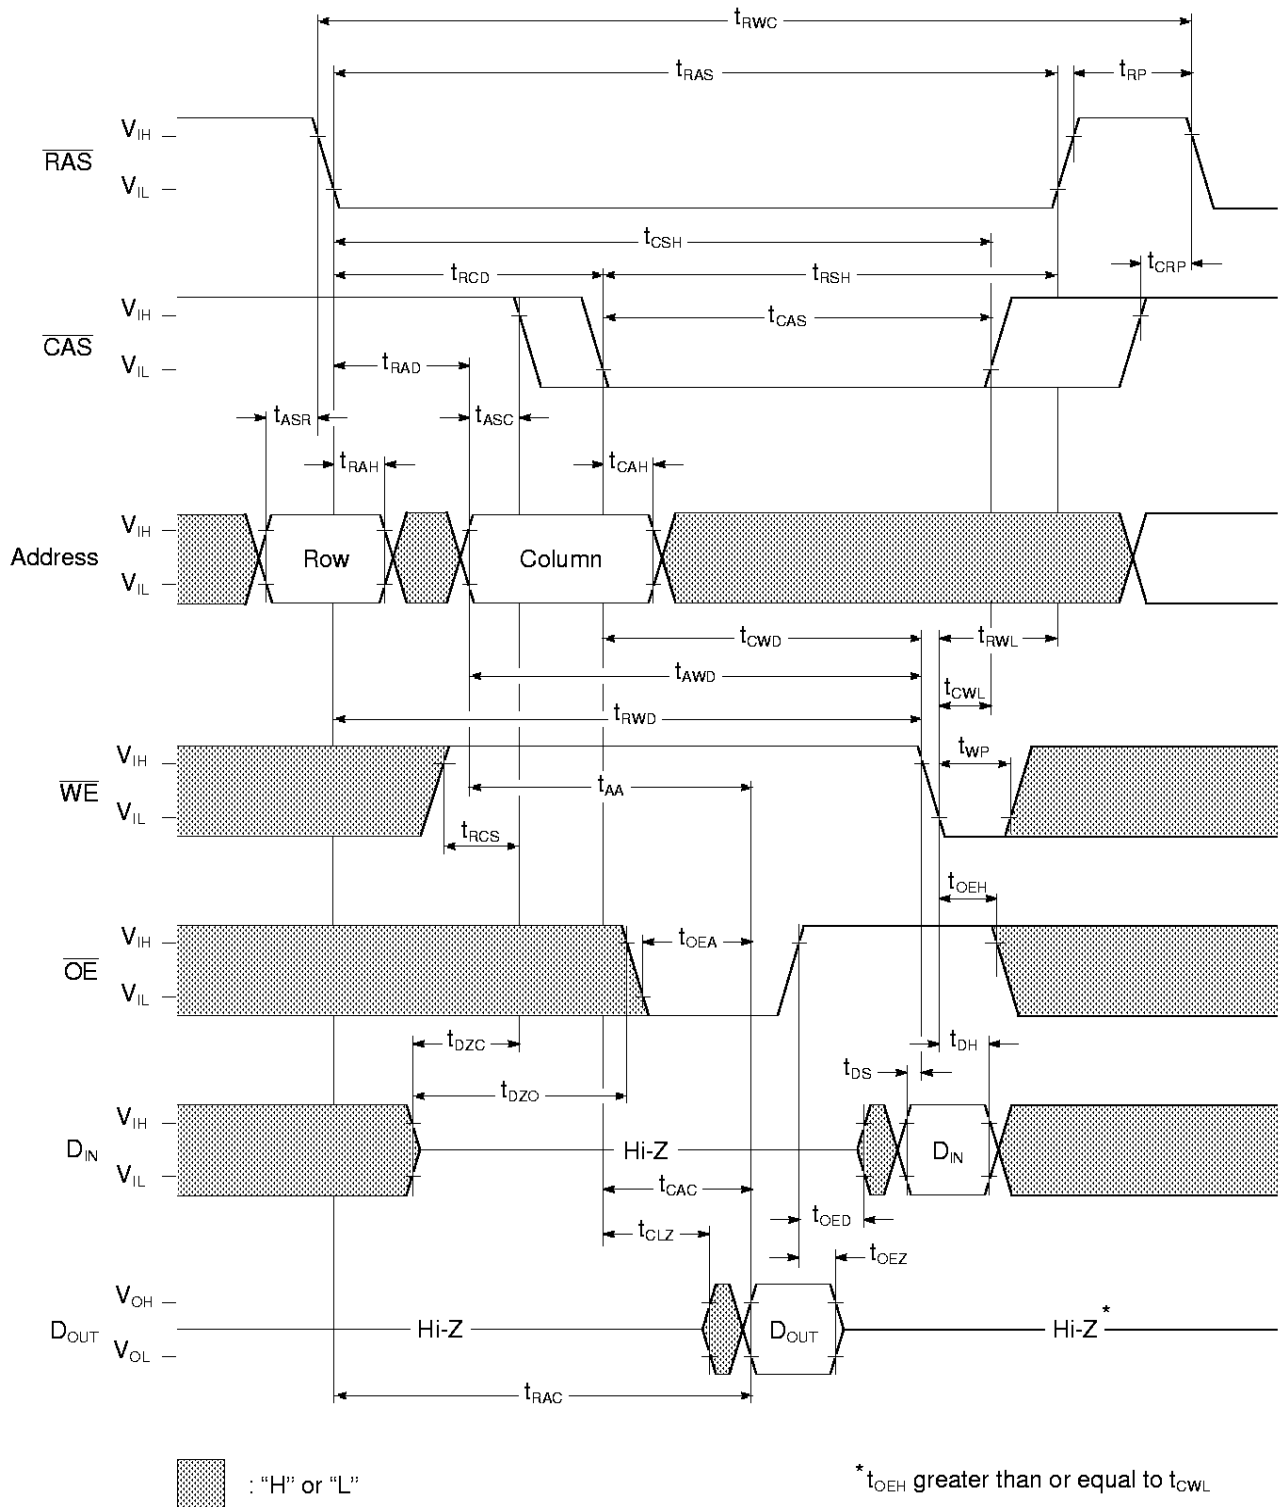 tRWC
tRAS
tRP
VIH
RAS
VIL
tCSH
tRCD
tRSH
tCRP
VIH
tCAS
CAS
VIL
tRAD
tASR
tASC
tRAH
tCAH
VIH
Address
Row
Column
VIL
tCWD
tRWL
tAWD
tCWL
tRWD
VIH
tWP
WE
tAA
VIL
tRCS
tOEH
VIH
tOEA
OE
VIL
tDZC
tDH
tDS
tDZO
VIH
DIN
Hi-Z
DIN
VIL
tCAC
tOED
tCLZ
tOEZ
VOH
DOUT
Hi-Z
DOUT
Hi-Z*
VOL
tRAC
: "H" or "L"
*tOEH greater than or equal to tCWL